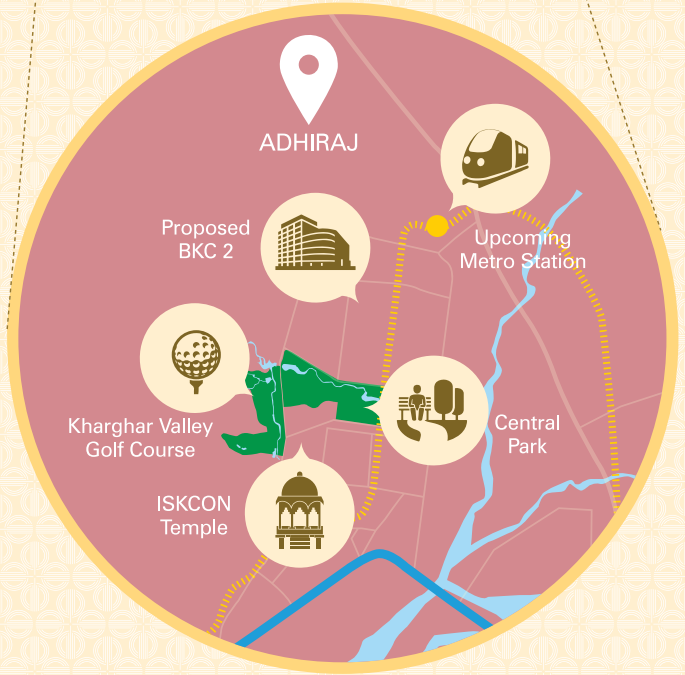 ADHIRAJ
Proposed
BKC 2
Upcoming
Metro Station
Kharghar Valley
Golf Course
Central
Park
ISKCON
Temple